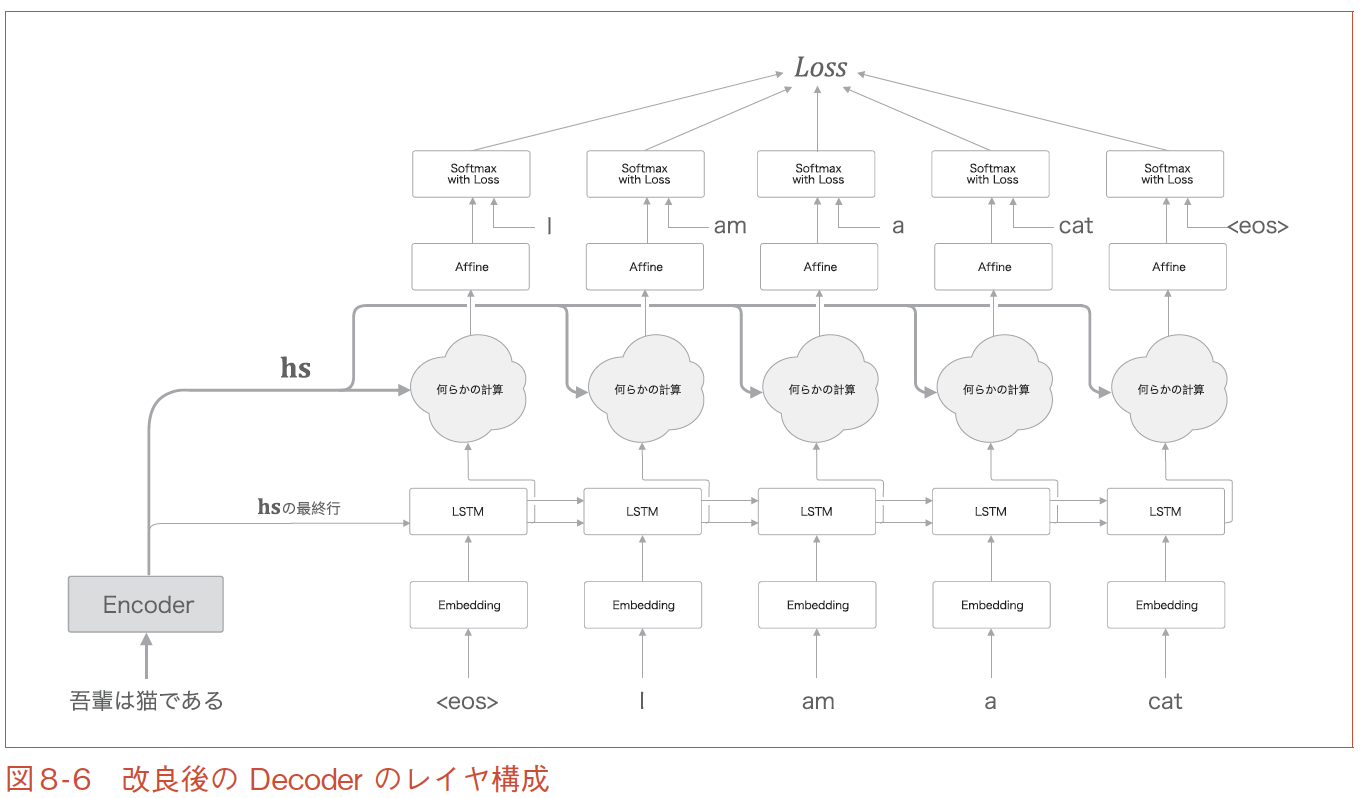 Loss
Softmax
with Loss
Softmax
with Loss
Softmax
with Loss
Softmax
with Loss
Softmax
with Loss
I
am
a
cat
<eos>
Affine
Affine
Affine
Affine
Affine
hs
何らかの計算
何らかの計算
何らかの計算
何らかの計算
何らかの計算
hsの最終行
LSTM
LSTM
LSTM
LSTM
LSTM
Encoder
Embedding
Embedding
Embedding
Embedding
Embedding
吾輩は猫である
<eos>
I
am
a
cat
図8-6 改良後の Decoder のレイヤ構成